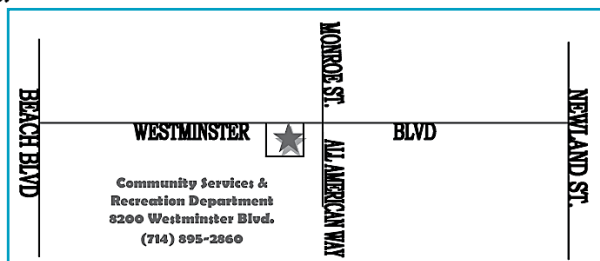 MONROE ST.
BEACH BLVD
WESTMINSTER BLVD
NEWLAND ST.
ALL AMERICAN WAY
Community Services &
Recreation Department
8200 Westminster Blvd.
(714) 895-2860